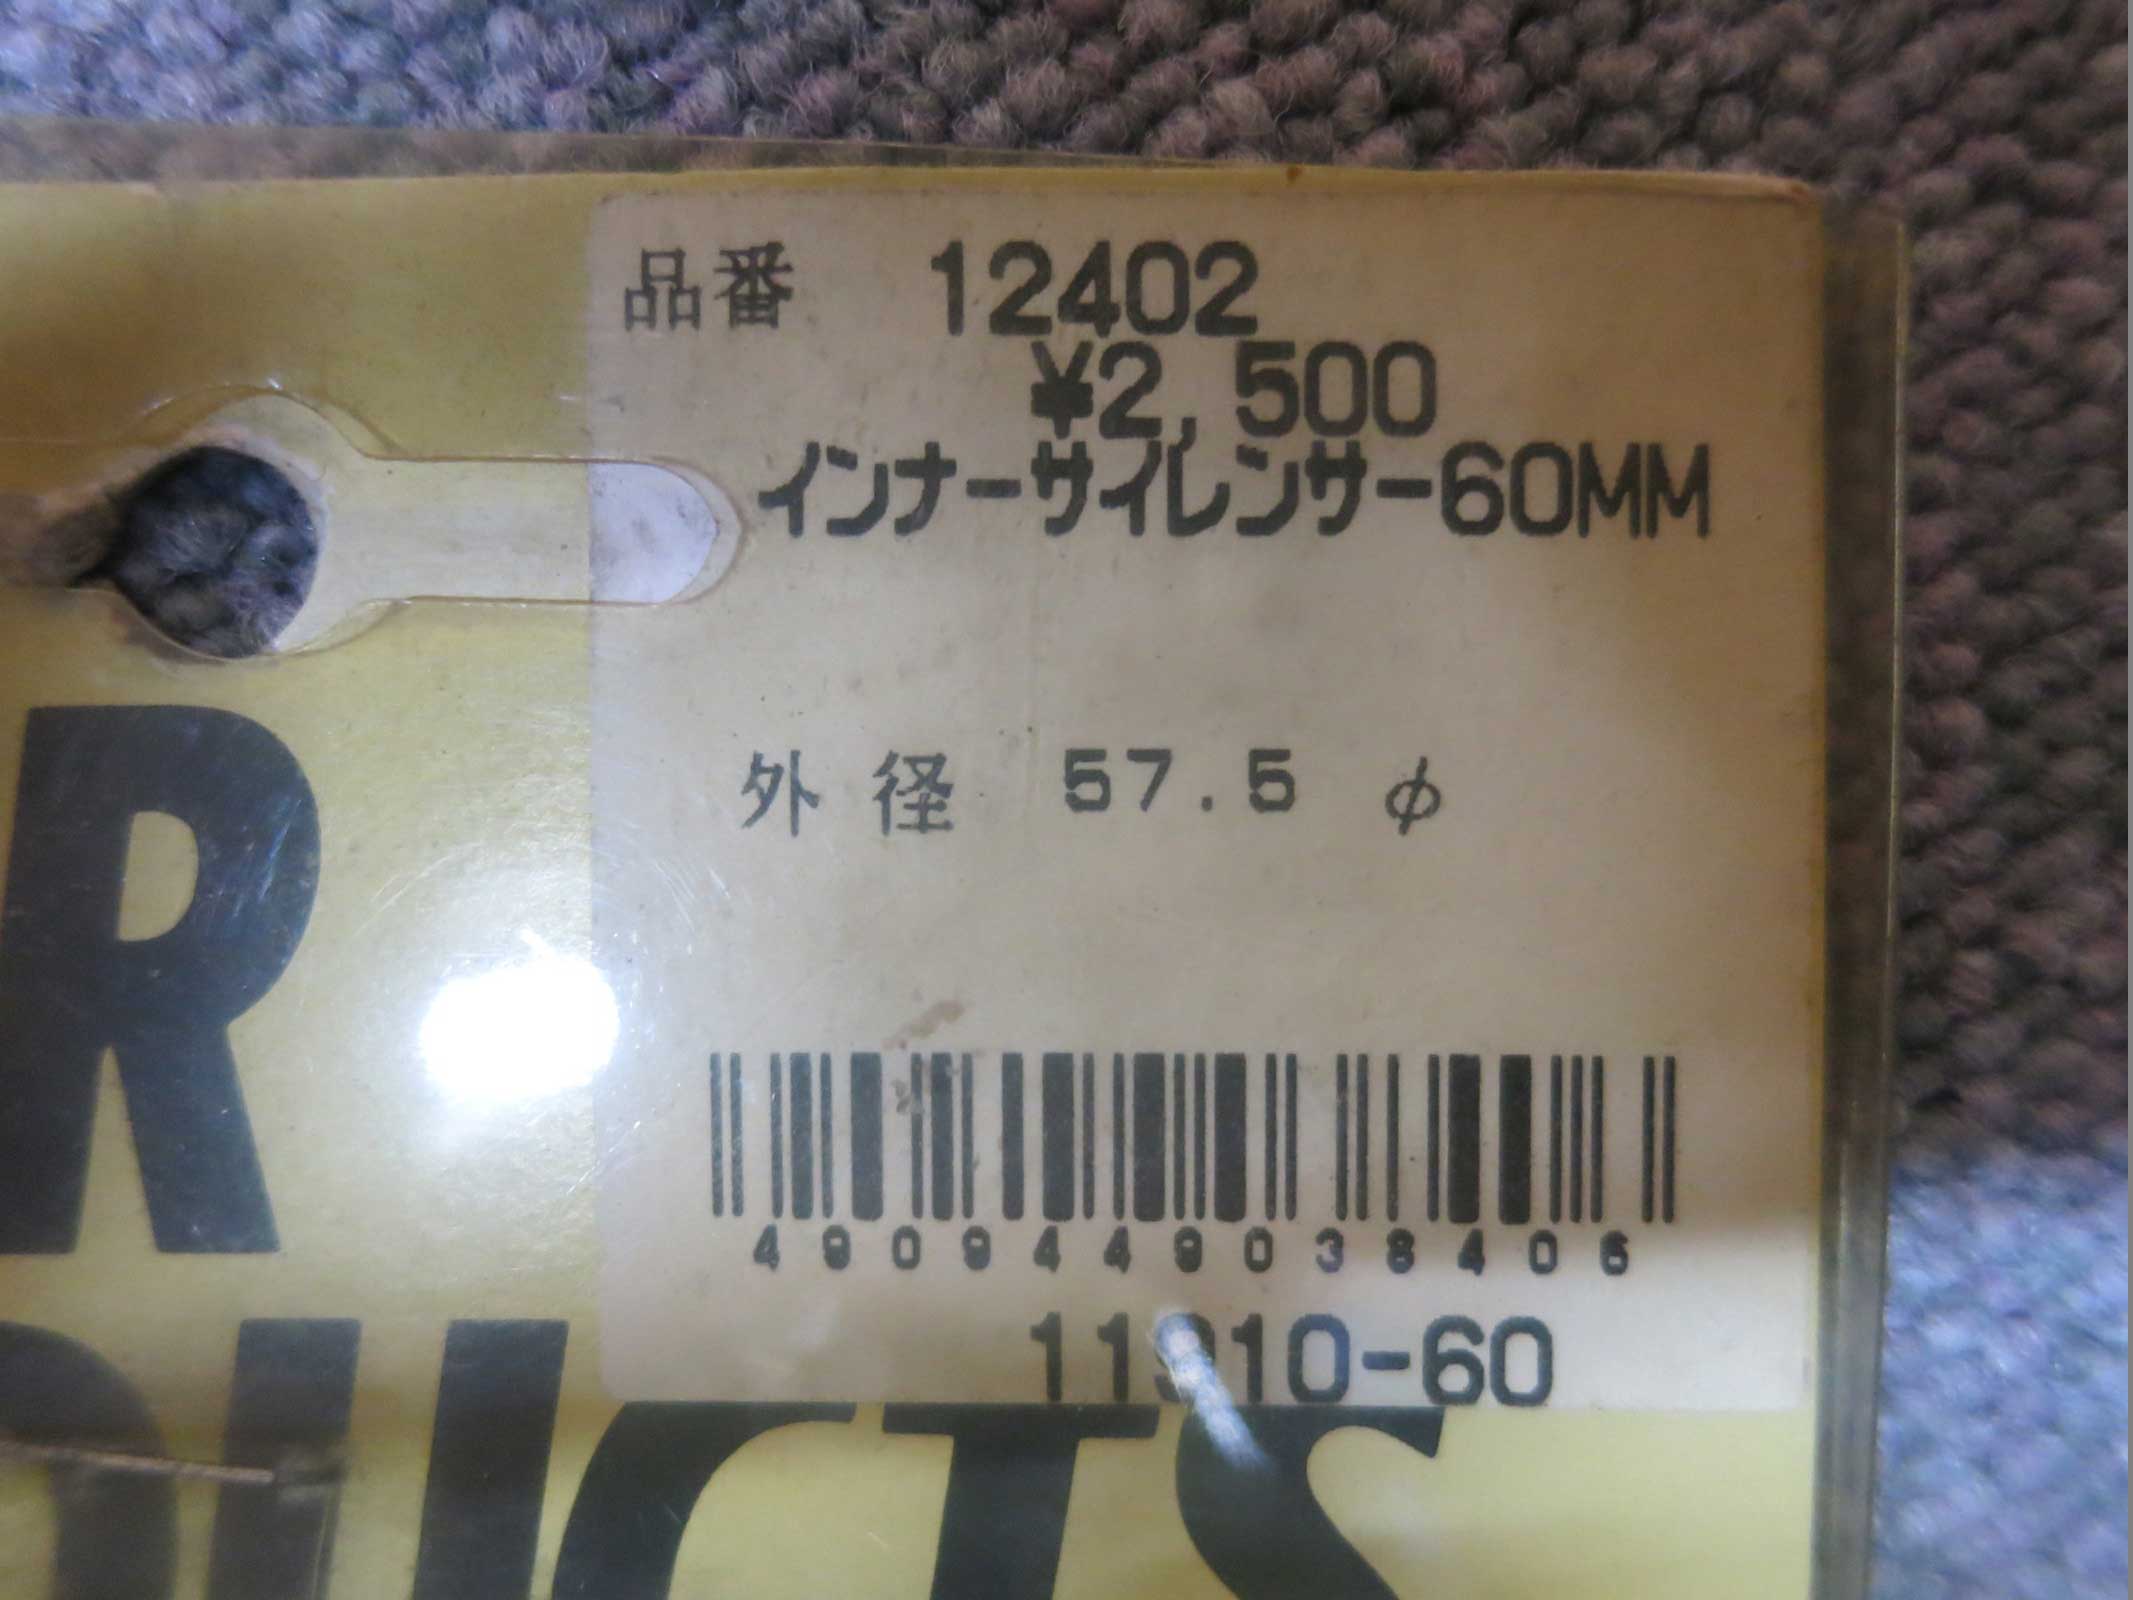 品番 12402
¥2,500
インナーサイレンサー60MM
外径 57.5 φ
4909449038406
R
DUCTS